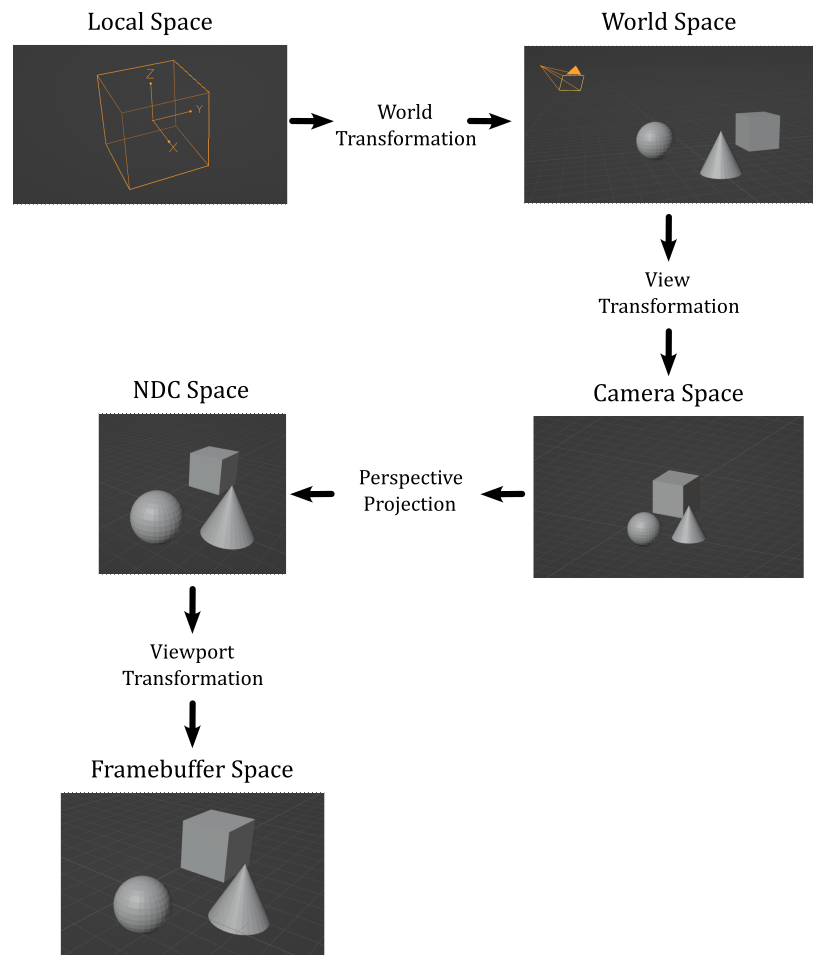 Local Space
World Space
Z
Y
X
World
Transformation
View
Transformation
NDC Space
Camera Space
Perspective
Projection
Viewport
Transformation
Framebuffer Space